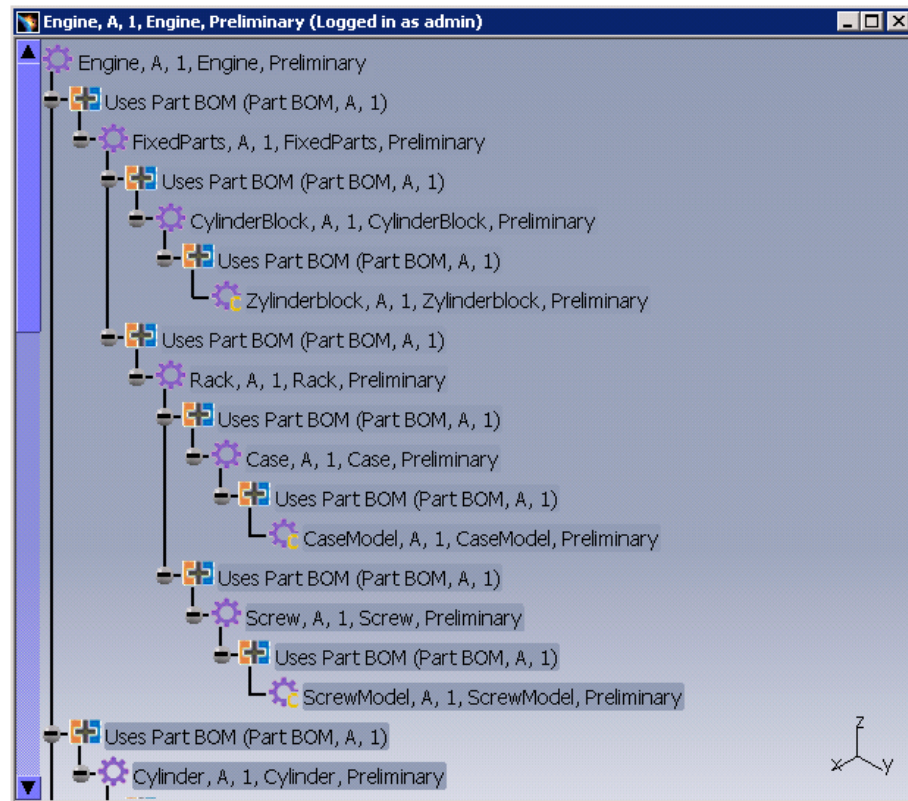 Engine, A, 1, Engine, Preliminary (Logged in as admin)
Engine, A, 1, Engine, Preliminary
Uses Part BOM (Part BOM, A, 1)
FixedParts, A, 1, FixedParts, Preliminary
Uses Part BOM (Part BOM, A, 1)
CylinderBlock, A, 1, CylinderBlock, Preliminary
Uses Part BOM (Part BOM, A, 1)
Zylinderblock, A, 1, Zylinderblock, Preliminary
Uses Part BOM (Part BOM, A, 1)
Rack, A, 1, Rack, Preliminary
Uses Part BOM (Part BOM, A, 1)
Case, A, 1, Case, Preliminary
Uses Part BOM (Part BOM, A, 1)
CaseModel, A, 1, CaseModel, Preliminary
Uses Part BOM (Part BOM, A, 1)
Screw, A, 1, Screw, Preliminary
Uses Part BOM (Part BOM, A, 1)
ScrewModel, A, 1, ScrewModel, Preliminary
Uses Part BOM (Part BOM, A, 1)
Cylinder, A, 1, Cylinder, Preliminary
z
x y